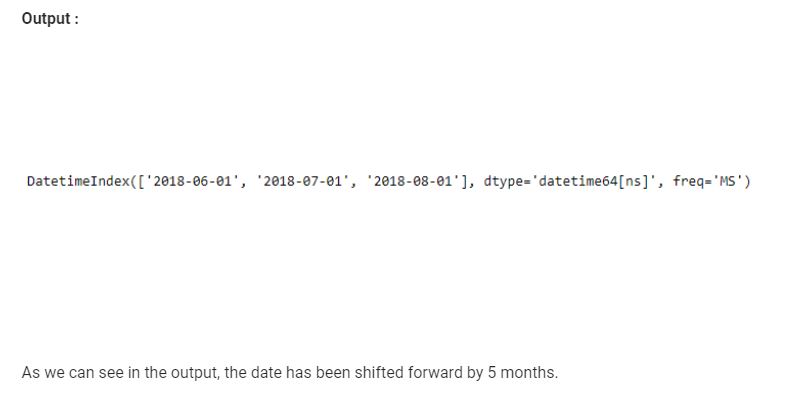 Output :
DatetimeIndex(['2018-06-01', '2018-07-01', '2018-08-01'], dtype='datetime64[ns]', freq='MS')
As we can see in the output, the date has been shifted forward by 5 months.